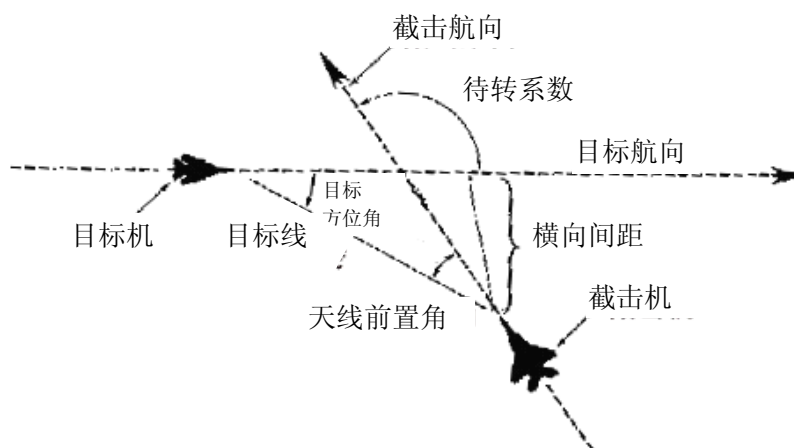 截击航向
待转系数
目标航向
目标
方位角
目标机
目标线
横向间距
截击机
天线前置角